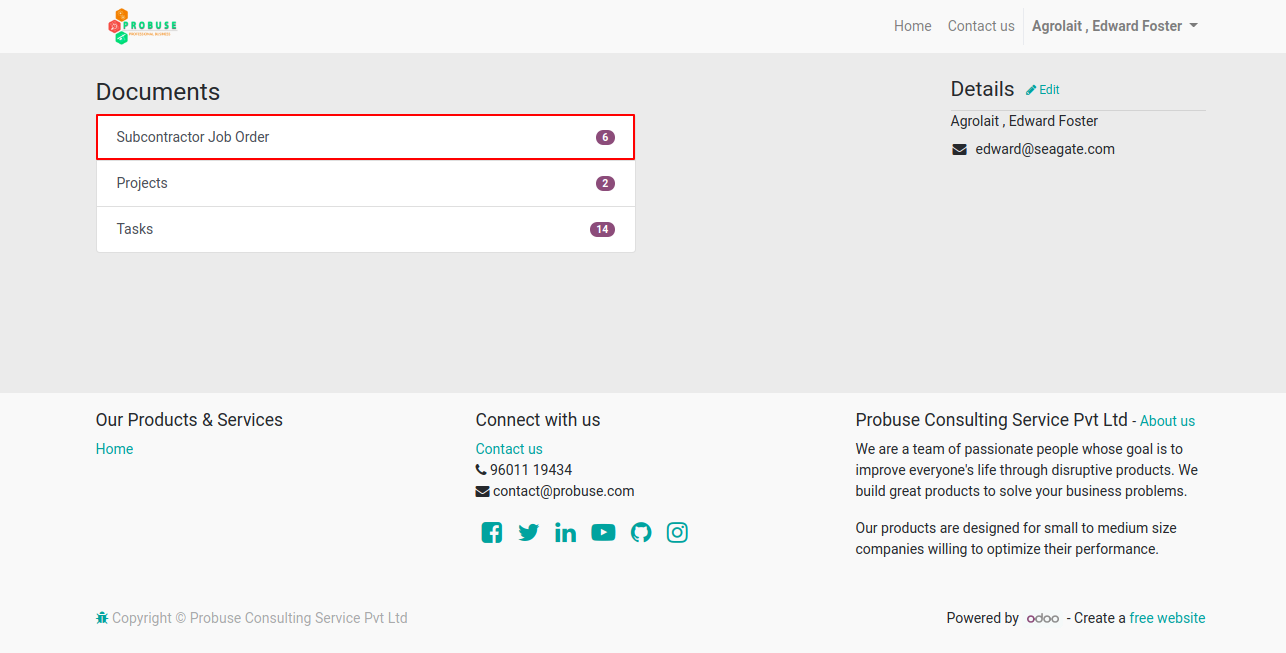 PROBUSE
Home
Contact us
Agrolait , Edward Foster
Documents
Subcontractor Job Order
6
Projects
2
Tasks
14
Details
Edit
Agrolait , Edward Foster
edward@seagate.com
Our Products & Services
Home
Connect with us
Contact us
96011 19434
contact@probuse.com
Probuse Consulting Service Pvt Ltd - About us
We are a team of passionate people whose goal is to
improve everyone's life through disruptive products. We
build great products to solve your business problems.
Our products are designed for small to medium size
companies willing to optimize their performance.
Copyright © Probuse Consulting Service Pvt Ltd
Powered by odoo - Create a free website